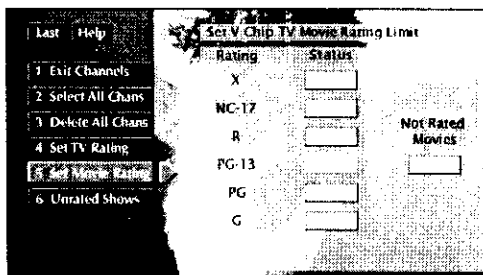 Last Help
Set V Chip TV Movie Rating Limit
Rating Status
1 Exit Channels
2 Select All Chans
3 Delete All Chans
4 Set TV Rating
5 Set Movie Rating
6 Unrated Shows
X
NC-17
R
PG-13
PG
G
Not Rated
Movies